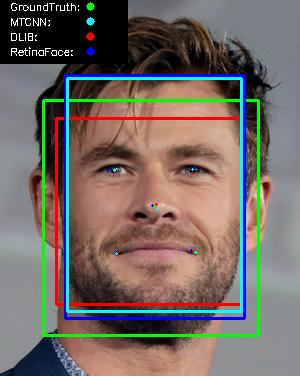 GroundTruth:
MTCNN:
DLIB:
RetinaFace: